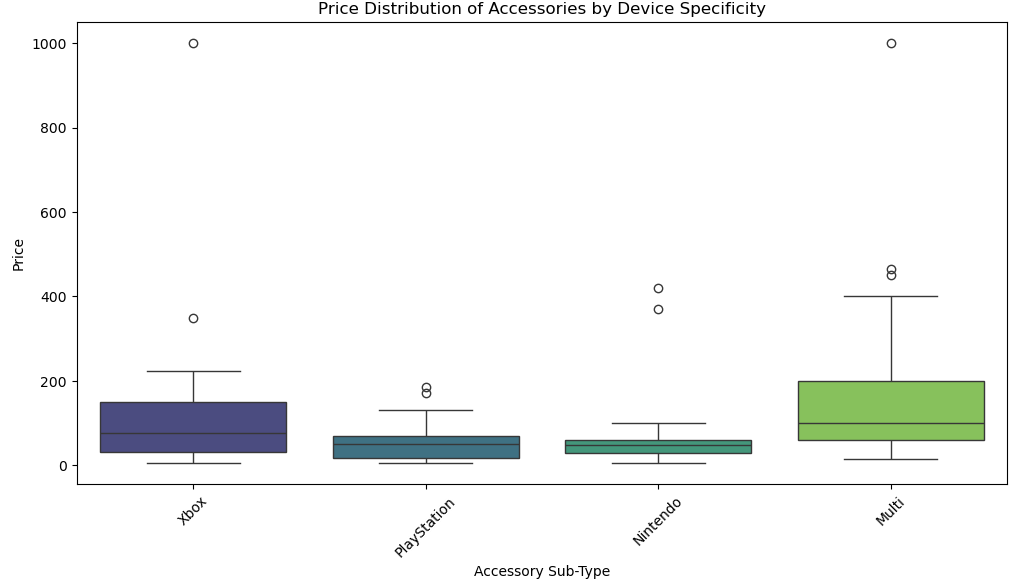 Price Distribution of Accessories by Device Specificity
1000
800
600
400
200
0
Price
Xbox
PlayStation
Nintendo
Multi
Accessory Sub-Type